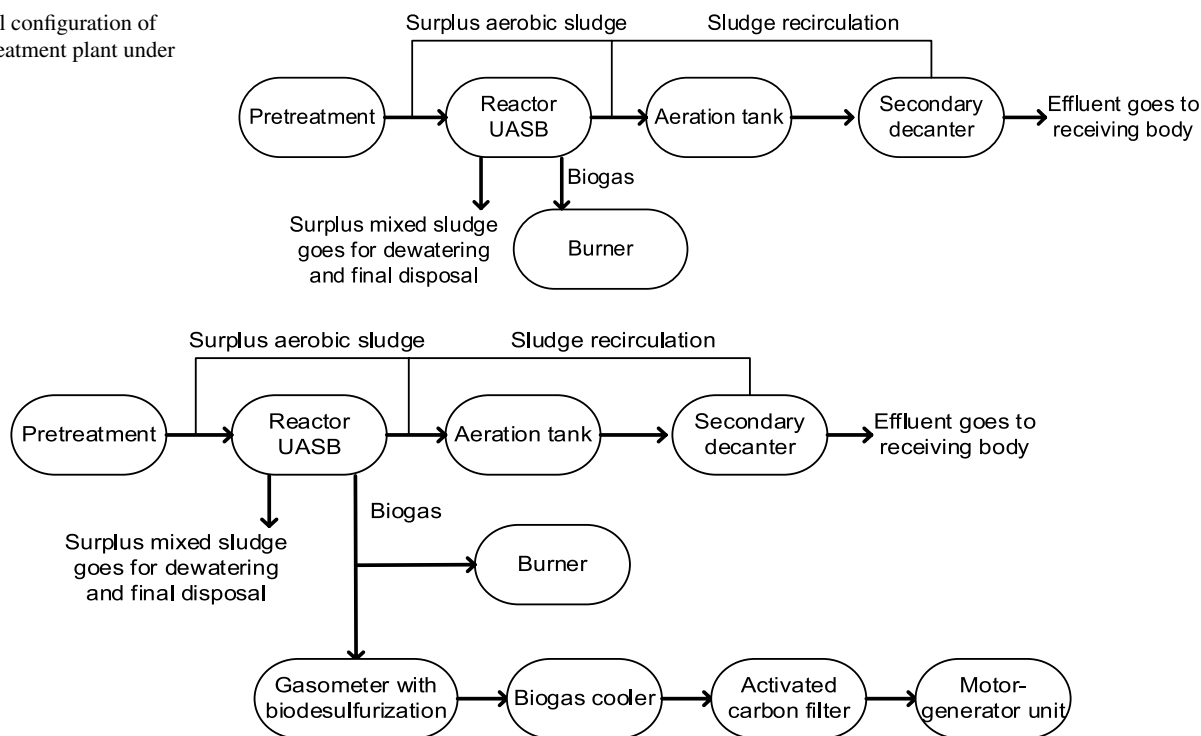 l configuration of
eatment plant under
Surplus aerobic sludge
Sludge recirculation
Pretreatment
Reactor
UASB
Aeration tank
Secondary
decanter
Effluent goes to
receiving body
Biogas
Surplus mixed sludge
goes for dewatering
and final disposal
Burner
Surplus aerobic sludge
Sludge recirculation
Pretreatment
Reactor
UASB
Aeration tank
Secondary
decanter
Effluent goes to
receiving body
Biogas
Surplus mixed sludge
goes for dewatering
and final disposal
Burner
Gasometer with
biodesulfurization
Biogas cooler
Activated
carbon filter
Motor-
generator unit